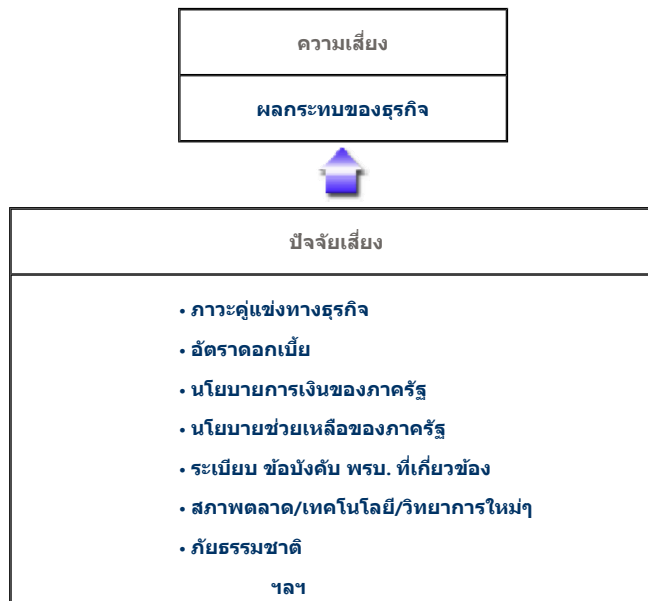 ความเสี่ยง
ผลกระทบของธุรกิจ
ปัจจัยเสี่ยง
• ภาวะคู่แข่งทางธุรกิจ
• อัตราดอกเบี้ย
• นโยบายการเงินของภาครัฐ
• นโยบายช่วยเหลือของภาครัฐ
• ระเบียบ ข้อบังคับ พรบ. ที่เกี่ยวข้อง
• สภาพตลาด/เทคโนโลยี/วิทยาการใหม่ๆ
• ภัยธรรมชาติ
ฯลฯ